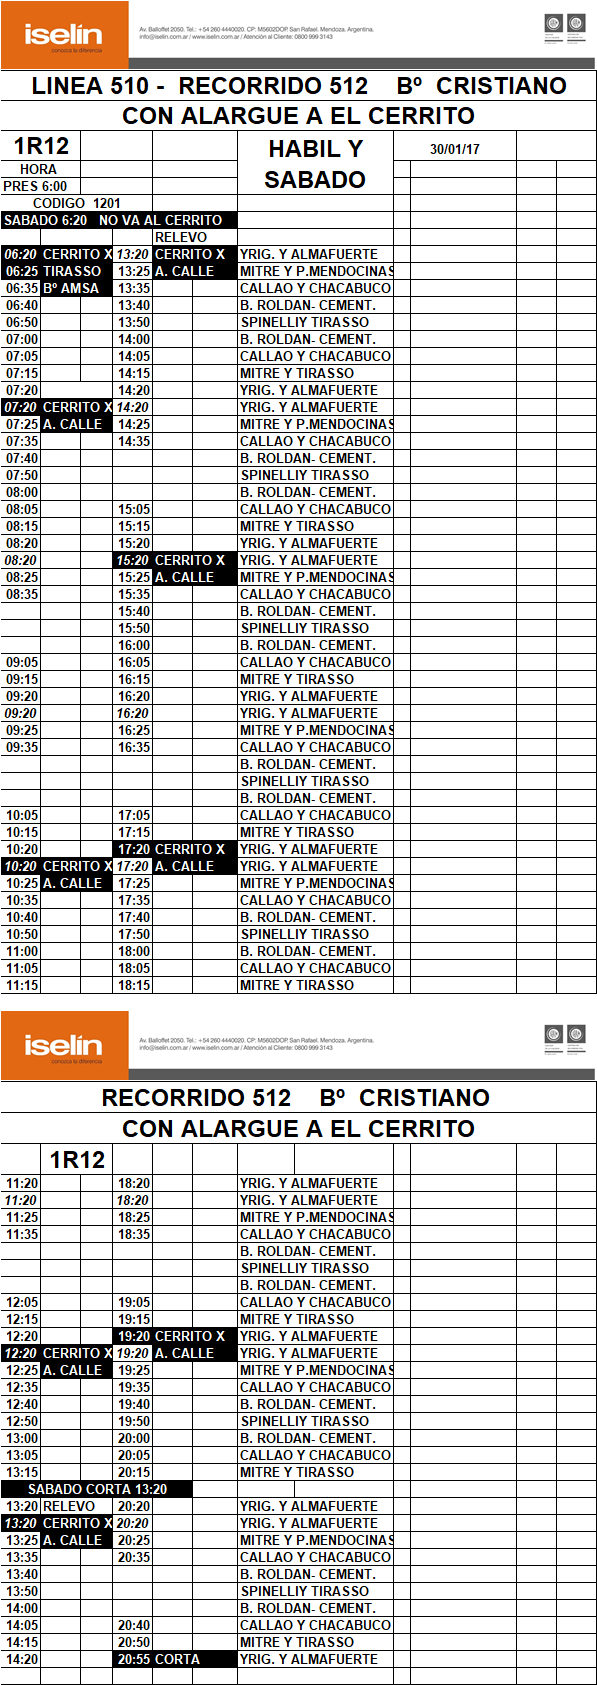 iselín
conozca la diferencia
Av. Balloffet 2050. Tel.: +54 260 4440020. CP: M5602DOP. San Rafael. Mendoza. Argentina.
info@iselin.com.ar / www.iselin.com.ar / Atención al Cliente: 0800 999 3143
LINEA 510 - RECORRIDO 512 Bº CRISTIANO
CON ALARGUE A EL CERRITO
1R12 HABIL Y SABADO 30/01/17
HORA
PRES 6:00
CODIGO 1201
SABADO 6:20 NO VA AL CERRITO
RELEVO
06:20 CERRITO X 13:20 CERRITO X YRIG. Y ALMAFUERTE
06:25 TIRASSO 13:25 A. CALLE MITRE Y P.MENDOCINAS
06:35 Bº AMSA 13:35 CALLAO Y CHACABUCO
06:40 13:40 B. ROLDAN- CEMENT.
06:50 13:50 SPINELLIY TIRASSO
07:00 14:00 B. ROLDAN- CEMENT.
07:05 14:05 CALLAO Y CHACABUCO
07:15 14:15 MITRE Y TIRASSO
07:20 14:20 YRIG. Y ALMAFUERTE
07:20 CERRITO X 14:20 YRIG. Y ALMAFUERTE
07:25 A. CALLE 14:25 MITRE Y P.MENDOCINAS
07:35 14:35 CALLAO Y CHACABUCO
07:40 B. ROLDAN- CEMENT.
07:50 SPINELLIY TIRASSO
08:00 B. ROLDAN- CEMENT.
08:05 15:05 CALLAO Y CHACABUCO
08:15 15:15 MITRE Y TIRASSO
08:20 15:20 YRIG. Y ALMAFUERTE
08:20 15:20 CERRITO X YRIG. Y ALMAFUERTE
08:25 15:25 A. CALLE MITRE Y P.MENDOCINAS
08:35 15:35 CALLAO Y CHACABUCO
15:40 B. ROLDAN- CEMENT.
15:50 SPINELLIY TIRASSO
16:00 B. ROLDAN- CEMENT.
09:05 16:05 CALLAO Y CHACABUCO
09:15 16:15 MITRE Y TIRASSO
09:20 16:20 YRIG. Y ALMAFUERTE
09:20 16:20 YRIG. Y ALMAFUERTE
09:25 16:25 MITRE Y P.MENDOCINAS
09:35 16:35 CALLAO Y CHACABUCO
B. ROLDAN- CEMENT.
SPINELLIY TIRASSO
B. ROLDAN- CEMENT.
10:05 17:05 CALLAO Y CHACABUCO
10:15 17:15 MITRE Y TIRASSO
10:20 17:20 CERRITO X YRIG. Y ALMAFUERTE
10:20 CERRITO X 17:20 A. CALLE YRIG. Y ALMAFUERTE
10:25 A. CALLE 17:25 MITRE Y P.MENDOCINAS
10:35 17:35 CALLAO Y CHACABUCO
10:40 17:40 B. ROLDAN- CEMENT.
10:50 17:50 SPINELLIY TIRASSO
11:00 18:00 B. ROLDAN- CEMENT.
11:05 18:05 CALLAO Y CHACABUCO
11:15 18:15 MITRE Y TIRASSO
iselín
conozca la diferencia
Av. Balloffet 2050. Tel.: +54 260 4440020. CP: M5602DOP. San Rafael. Mendoza. Argentina.
info@iselin.com.ar / www.iselin.com.ar / Atención al Cliente: 0800 999 3143
RECORRIDO 512 Bº CRISTIANO
CON ALARGUE A EL CERRITO
1R12
11:20 18:20 YRIG. Y ALMAFUERTE
11:20 18:20 YRIG. Y ALMAFUERTE
11:25 18:25 MITRE Y P.MENDOCINAS
11:35 18:35 CALLAO Y CHACABUCO
B. ROLDAN- CEMENT.
SPINELLIY TIRASSO
B. ROLDAN- CEMENT.
12:05 19:05 CALLAO Y CHACABUCO
12:15 19:15 MITRE Y TIRASSO
12:20 19:20 CERRITO X YRIG. Y ALMAFUERTE
12:20 CERRITO X 19:20 A. CALLE YRIG. Y ALMAFUERTE
12:25 A. CALLE 19:25 MITRE Y P.MENDOCINAS
12:35 19:35 CALLAO Y CHACABUCO
12:40 19:40 B. ROLDAN- CEMENT.
12:50 19:50 SPINELLIY TIRASSO
13:00 20:00 B. ROLDAN- CEMENT.
13:05 20:05 CALLAO Y CHACABUCO
13:15 20:15 MITRE Y TIRASSO
SABADO CORTA 13:20
13:20 RELEVO 20:20 YRIG. Y ALMAFUERTE
13:20 CERRITO X 20:20 YRIG. Y ALMAFUERTE
13:25 A. CALLE 20:25 MITRE Y P.MENDOCINAS
13:35 20:35 CALLAO Y CHACABUCO
13:40 B. ROLDAN- CEMENT.
13:50 SPINELLIY TIRASSO
14:00 B. ROLDAN- CEMENT.
14:05 20:40 CALLAO Y CHACABUCO
14:15 20:50 MITRE Y TIRASSO
14:20 20:55 CORTA YRIG. Y ALMAFUERTE